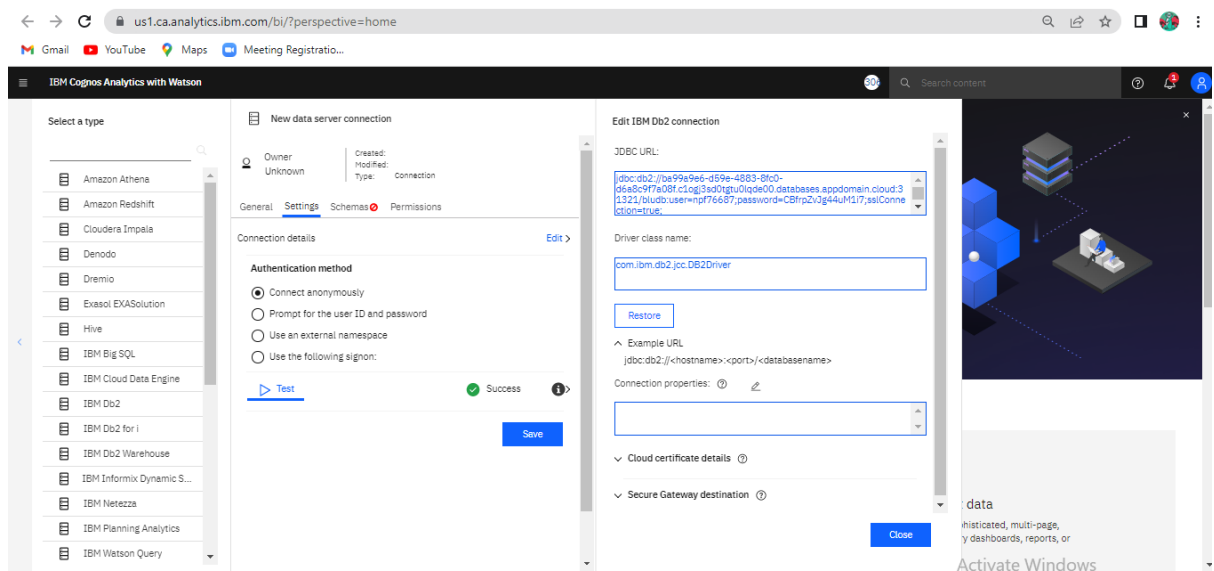 us1.ca.analytics.ibm.com/bi/?perspective=home
Gmail YouTube Maps Meeting Registratio...
IBM Cognos Analytics with Watson
Search content
1
Select a type
Amazon Athena
Amazon Redshift
Cloudera Impala
Denodo
Dremio
Exasol EXASolution
Hive
IBM Big SQL
IBM Cloud Data Engine
IBM Db2
IBM Db2 for i
IBM Db2 Warehouse
IBM Informix Dynamic S...
IBM Netezza
IBM Planning Analytics
IBM Watson Query
New data server connection
Owner
Unknown
Created:
Modified:
Type: Connection
General Settings Schemas Permissions
Connection details Edit
Authentication method
Connect anonymously
Prompt for the user ID and password
Use an external namespace
Use the following signon:
Test Success
Save
Edit IBM Db2 connection
JDBC URL:
jdbc:db2://ba99a9e6-d59e-4883-8fc0-
d6a8c9f7a08f.c1ogj3sd0tgtu0lqde00.databases.appdomain.cloud:3
1321/bludb:user=npf76687;password=CBfrpZvJg44uM1i7;sslConne
ction=true;
Driver class name:
com.ibm.db2.jcc.DB2Driver
Restore
Example URL
jdbc:db2://<hostname>:<port>/<databasename>
Connection properties:
Cloud certificate details
Secure Gateway destination
Close
data
histicated, multi-page,
y dashboards, reports, or
Activate Windows